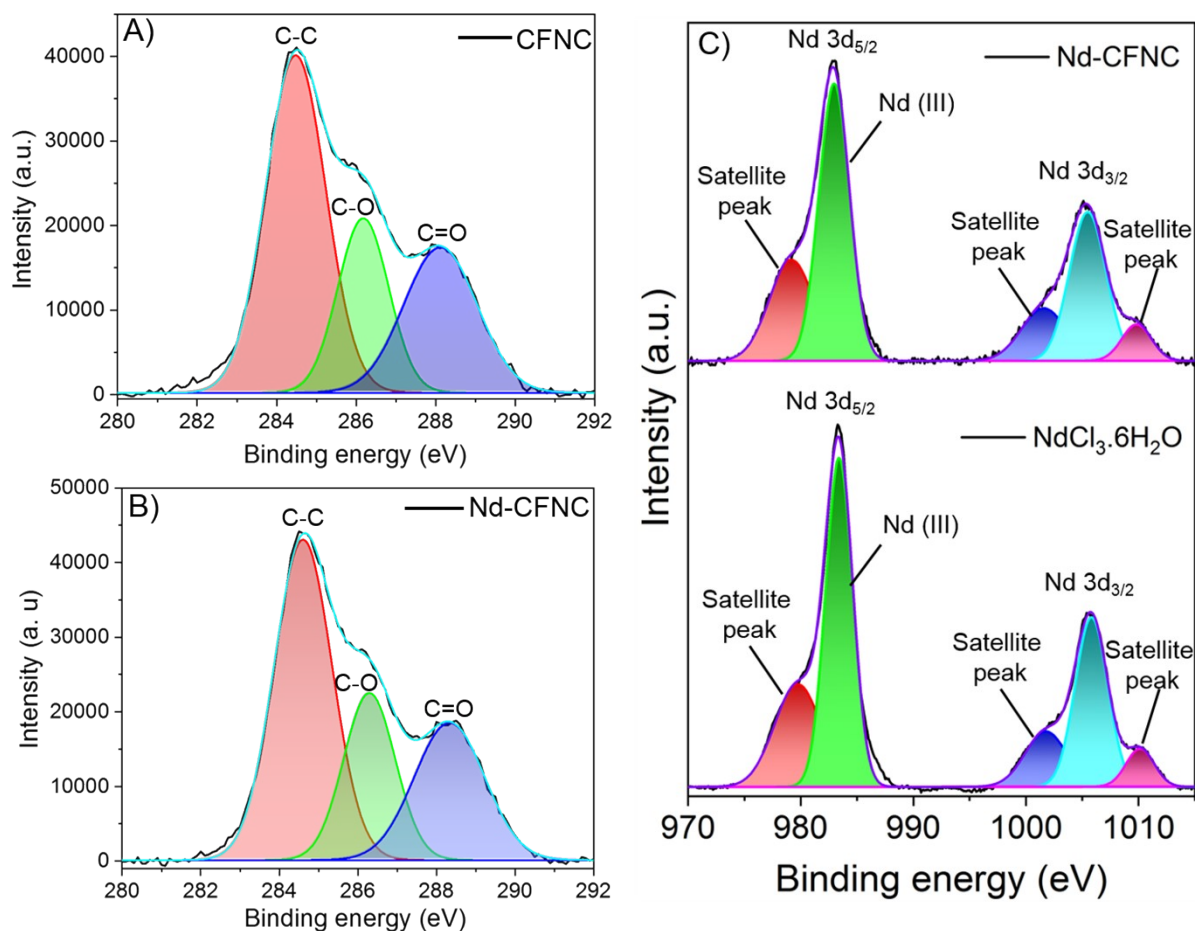 A)
C-C
CFNC
C-O
C=O
40000
30000
20000
10000
0
Intensity (a.u.)
280 282 284 286 288 290 292
Binding energy (eV)
B)
C-C
Nd-CFNC
C-O
C=O
50000
40000
30000
20000
10000
0
Intensity (a. u)
280 282 284 286 288 290 292
Binding energy (eV)
C)
Nd 3d5/2
Nd-CFNC
Nd (III)
Satellite
peak
Nd 3d3/2
Satellite
peak
Satellite
peak
Nd 3d5/2
NdCl3.6H2O
Nd (III)
Satellite
peak
Nd 3d3/2
Satellite
peak
Satellite
peak
Intensity (a.u.)
970 980 990 1000 1010
Binding energy (eV)